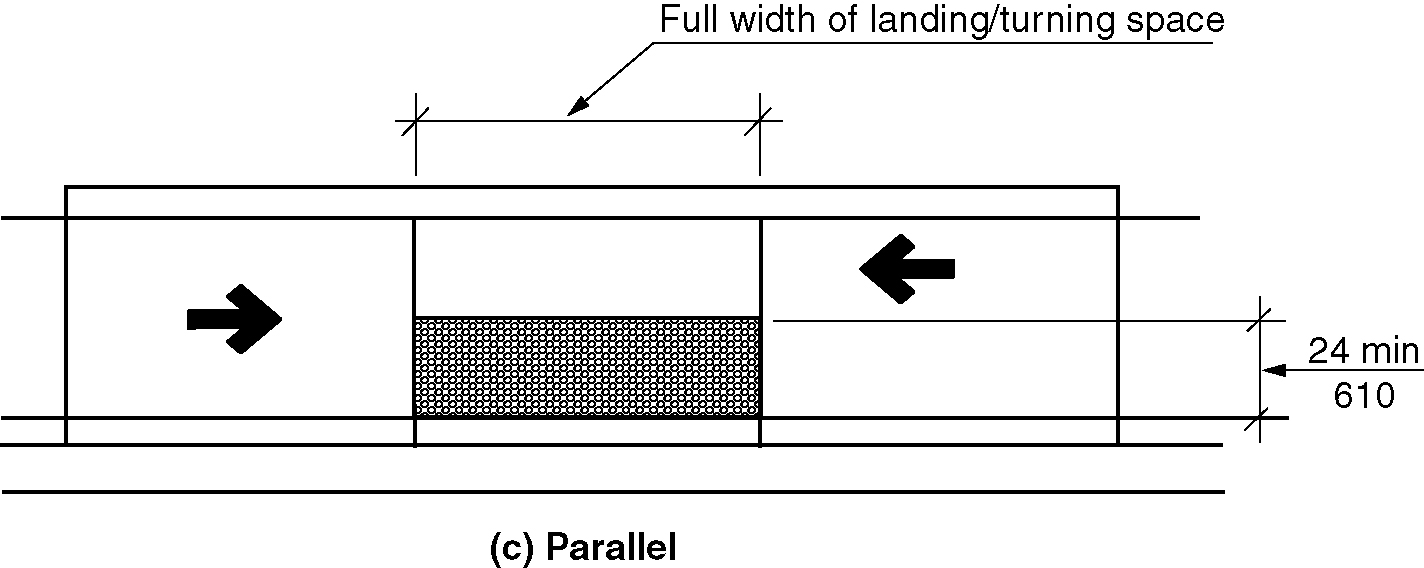 Full width of landing/turning space
24 min
610
(c) Parallel